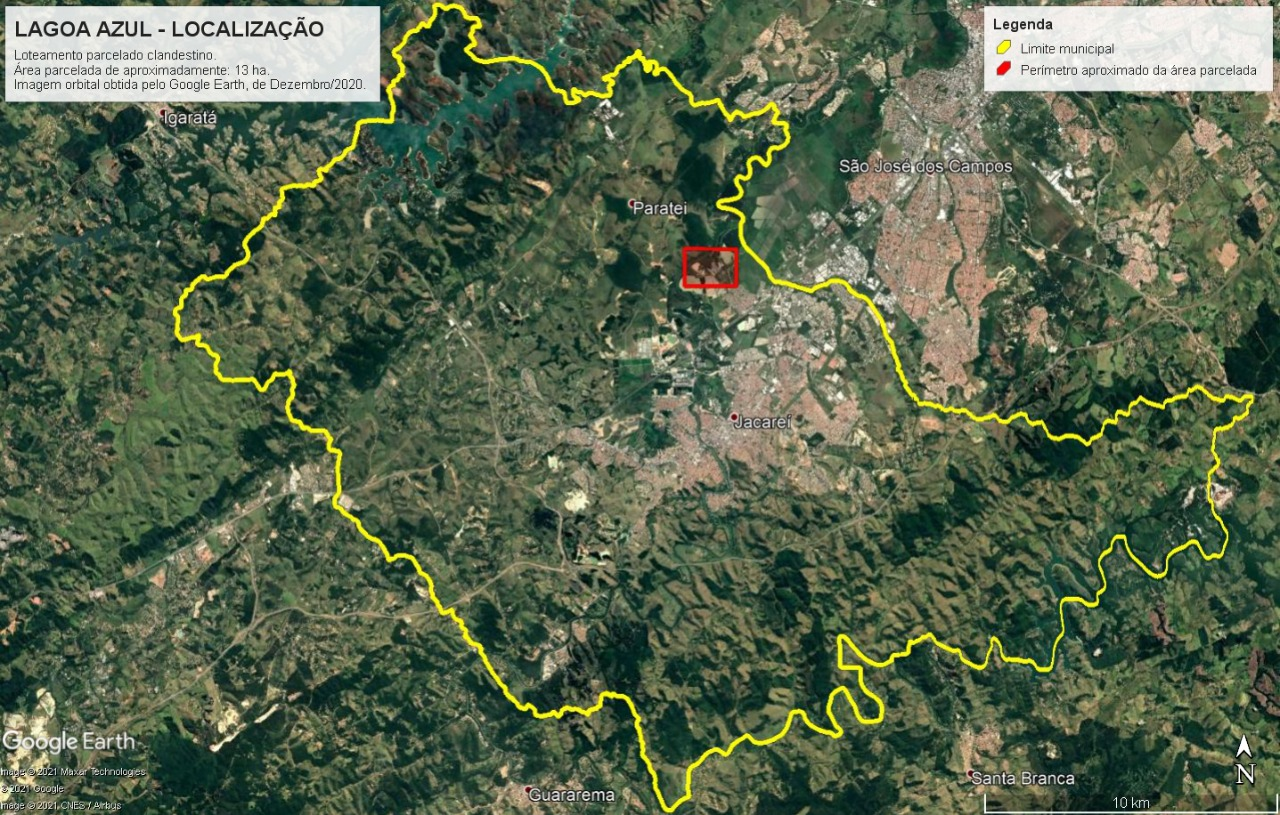 LAGOA AZUL - LOCALIZAÇÃO
Loteamento parcelado clandestino.
Área parcelada de aproximadamente: 13 ha.
Imagem orbital obtida pelo Google Earth, de Dezembro/2020.
Legenda
Limite municipal
Perímetro aproximado da área parcelada
Igaratá
São José dos Campos
Paratei
Jacareí
Google Earth
Image © 2021 Maxar Technologies
© 2021 Google
Image © 2021 CNES / Airbus
Guararema
Santa Branca
N
10 km